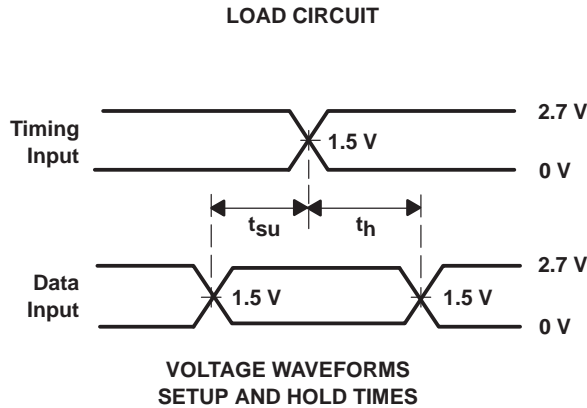 LOAD CIRCUIT
2.7 V
Timing
Input
1.5 V
0 V
tsu
th
2.7 V
Data
Input
1.5 V
1.5 V
0 V
VOLTAGE WAVEFORMS
SETUP AND HOLD TIMES